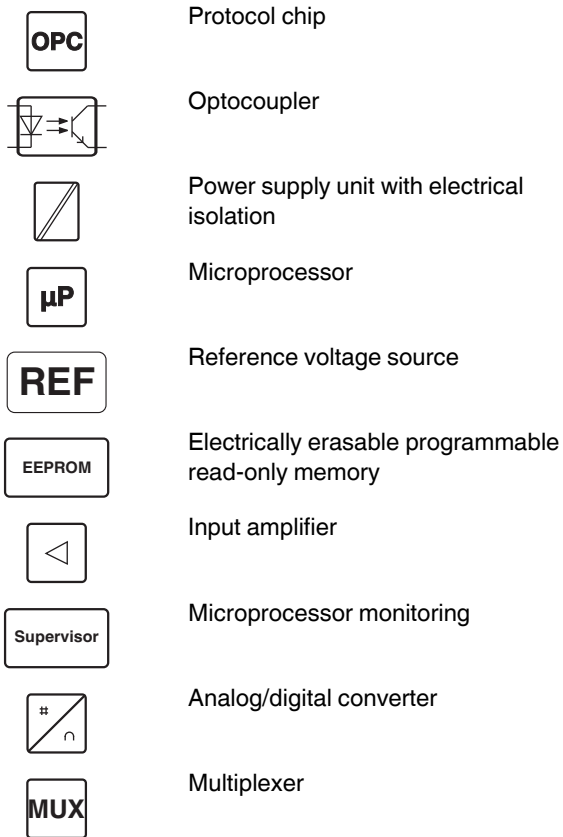 OPC
Protocol chip
Optocoupler
Power supply unit with electrical
isolation
µP
Microprocessor
REF
Reference voltage source
EEPROM
Electrically erasable programmable
read-only memory
Input amplifier
Supervisor
Microprocessor monitoring
#
∩
Analog/digital converter
MUX
Multiplexer